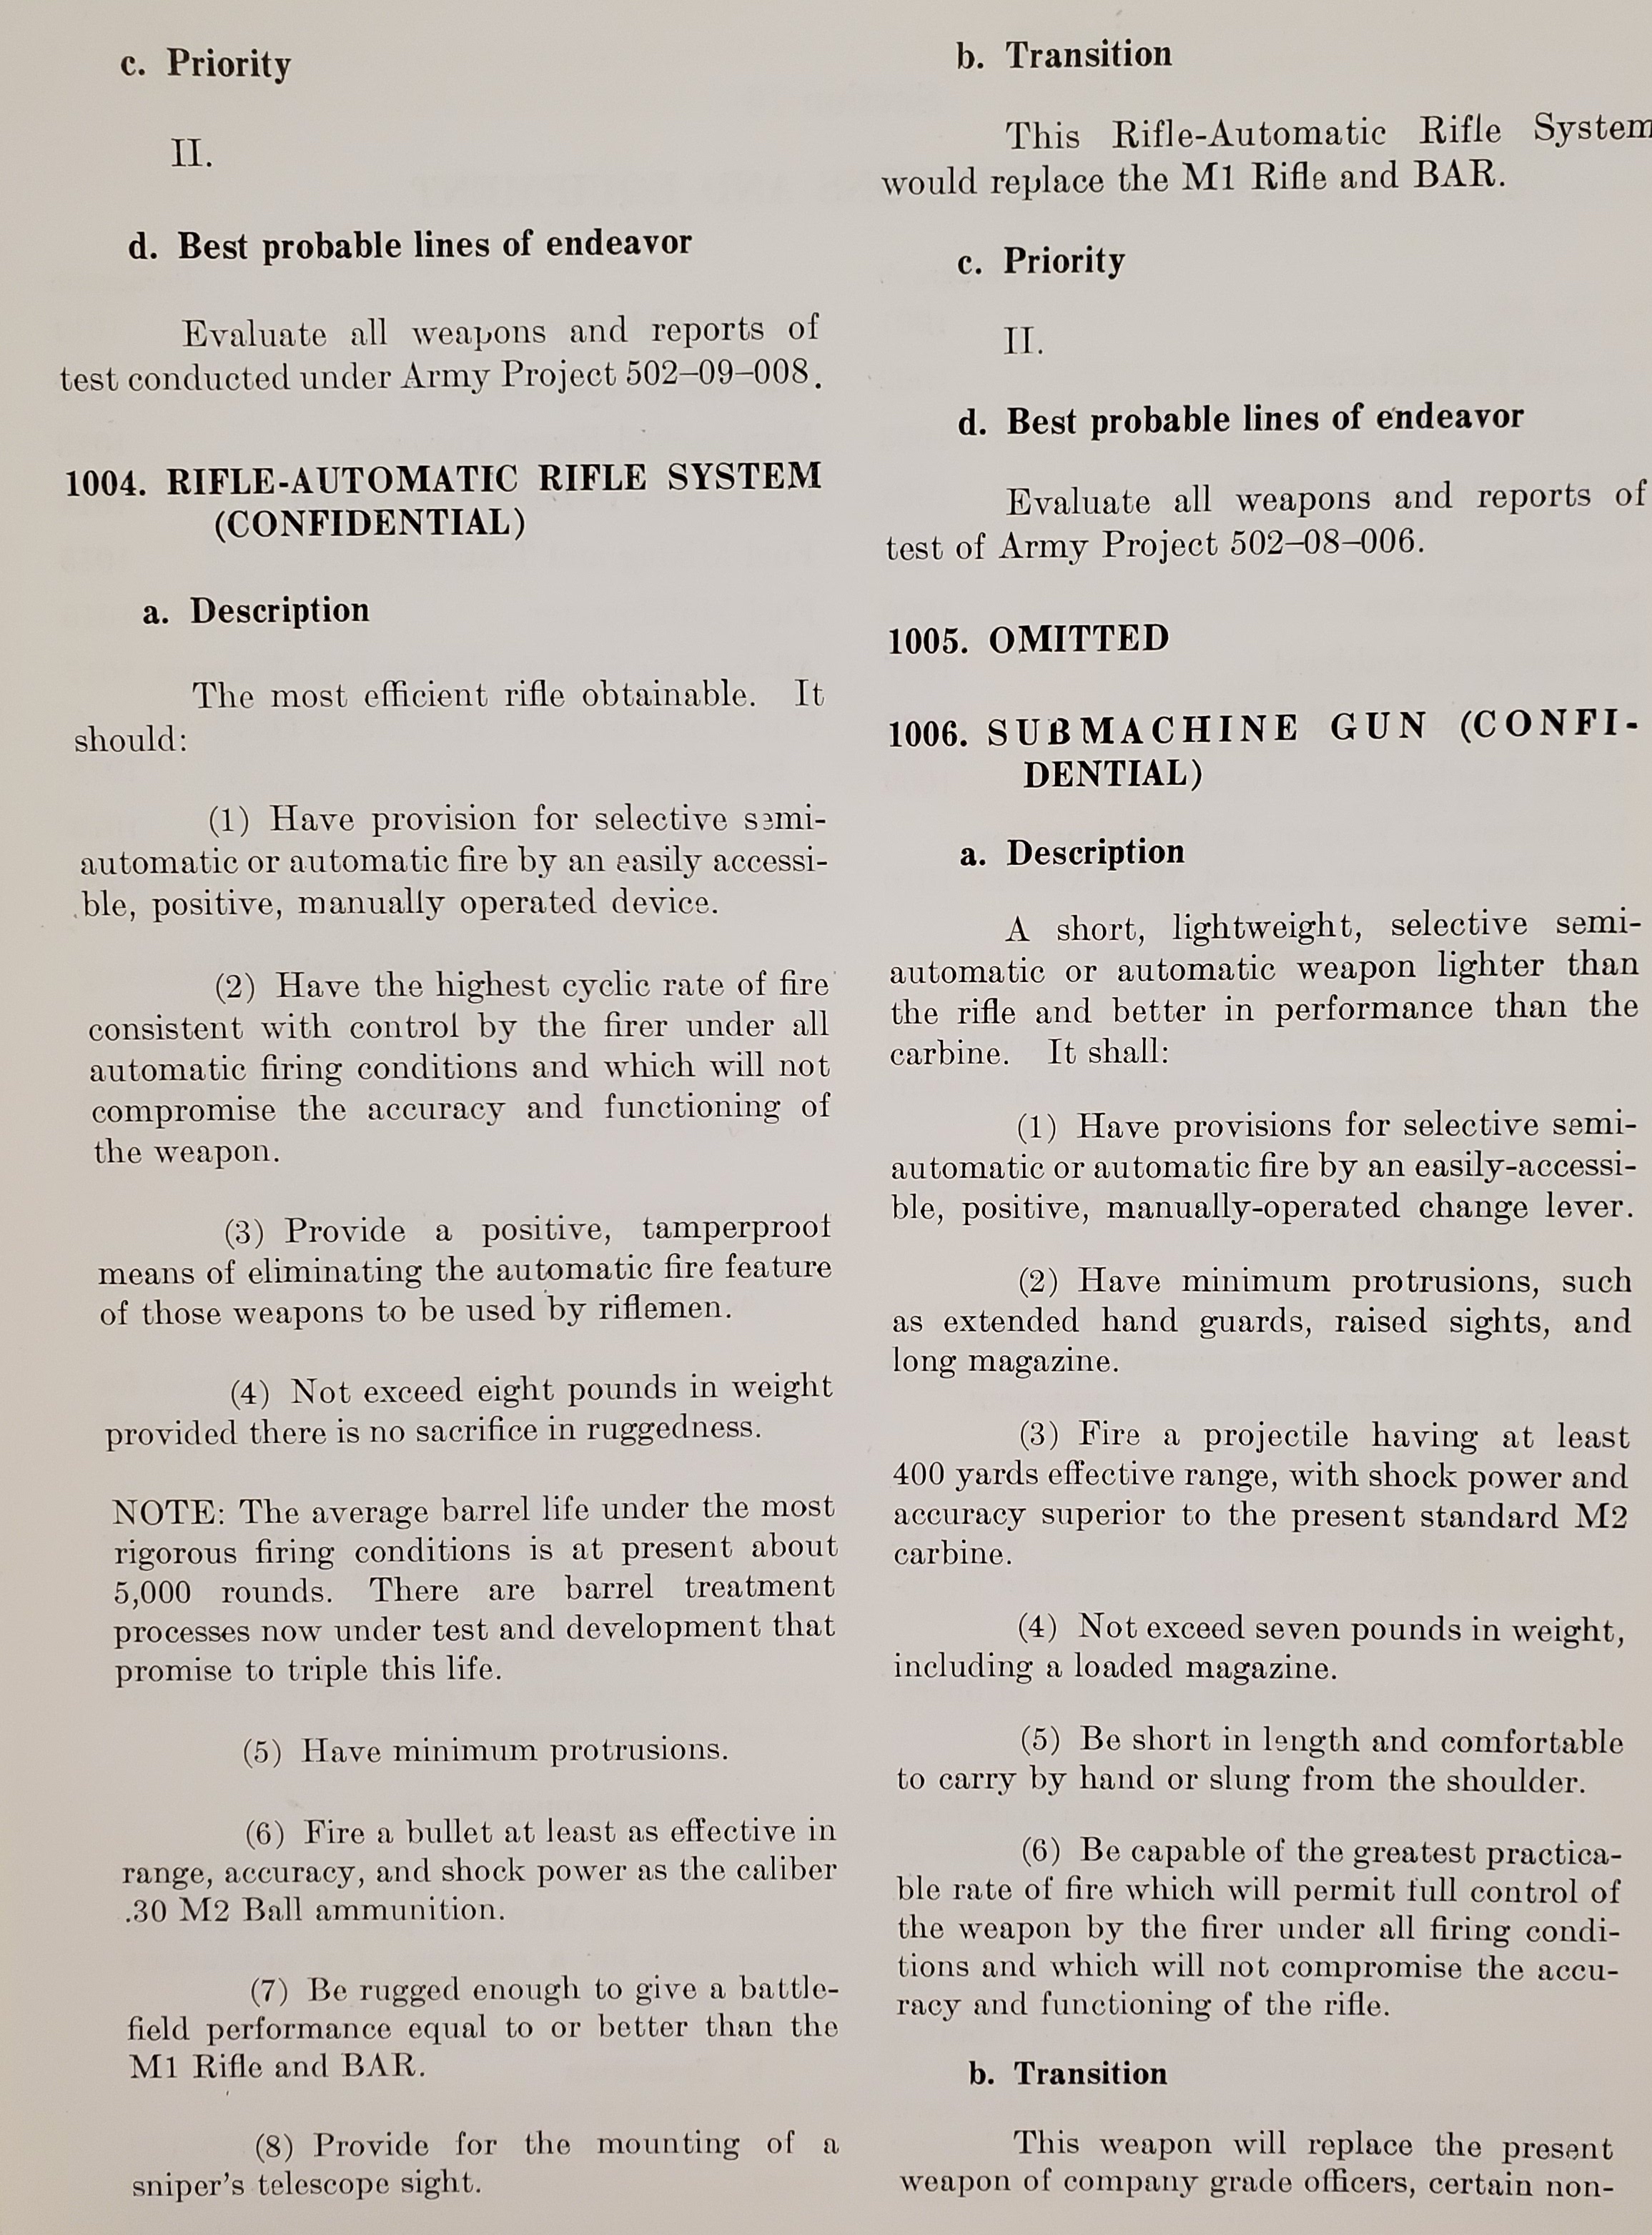 c. Priority
II.
d. Best probable lines of endeavor
Evaluate all weapons and reports of
test conducted under Army Project 502–09–008.
1004. RIFLE-AUTOMATIC RIFLE SYSTEM
(CONFIDENTIAL)
a. Description
The most efficient rifle obtainable. It
should:
(1) Have provision for selective semi-
automatic or automatic fire by an easily accessi-
ble, positive, manually operated device.
(2) Have the highest cyclic rate of fire
consistent with control by the firer under all
automatic firing conditions and which will not
compromise the accuracy and functioning of
the weapon.
(3) Provide a positive, tamperproof
means of eliminating the automatic fire feature
of those weapons to be used by riflemen.
(4) Not exceed eight pounds in weight
provided there is no sacrifice in ruggedness.
NOTE: The average barrel life under the most
rigorous firing conditions is at present about
5,000 rounds. There are barrel treatment
processes now under test and development that
promise to triple this life.
(5) Have minimum protrusions.
(6) Fire a bullet at least as effective in
range, accuracy, and shock power as the caliber
.30 M2 Ball ammunition.
(7) Be rugged enough to give a battle-
field performance equal to or better than the
M1 Rifle and BAR.
(8) Provide for the mounting of a
sniper's telescope sight.
b. Transition
This Rifle-Automatic Rifle System
would replace the M1 Rifle and BAR.
c. Priority
II.
d. Best probable lines of endeavor
Evaluate all weapons and reports of
test of Army Project 502–08–006.
1005. OMITTED
1006. SUBMACHINE GUN (CONFI-
DENTIAL)
a. Description
A short, lightweight, selective semi-
automatic or automatic weapon lighter than
the rifle and better in performance than the
carbine. It shall:
(1) Have provisions for selective semi-
automatic or automatic fire by an easily-accessi-
ble, positive, manually-operated change lever.
(2) Have minimum protrusions, such
as extended hand guards, raised sights, and
long magazine.
(3) Fire a projectile having at least
400 yards effective range, with shock power and
accuracy superior to the present standard M2
carbine.
(4) Not exceed seven pounds in weight,
including a loaded magazine.
(5) Be short in length and comfortable
to carry by hand or slung from the shoulder.
(6) Be capable of the greatest practica-
ble rate of fire which will permit full control of
the weapon by the firer under all firing condi-
tions and which will not compromise the accu-
racy and functioning of the rifle.
b. Transition
This weapon will replace the present
weapon of company grade officers, certain non-